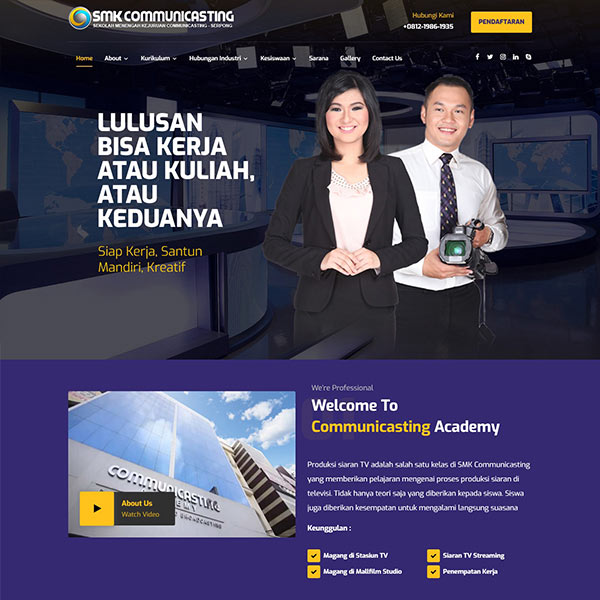 SMK COMMUNICASTING
SEKOLAH MENENGAH KEJURUAN COMMUNICASTING - SERPONG
Hubungi Kami
+0812-1986-1935
PENDAFTARAN
Home About Kurikulum Hubungan Industri Kesiswaan Sarana Gallery Contact Us
LULUSAN
BISA KERJA
ATAU KULIAH,
ATAU
KEDUANYA
Siap Kerja, Santun
Mandiri, Kreatif
We're Professional
Welcome To
Communicasting Academy
COMMUNICASTING
About Us
Watch Video
BROADCASTING
Produksi siaran TV adalah salah satu kelas di SMK Communicasting
yang memberikan pelajaran mengenai proses produksi siaran di
televisi. Tidak hanya teori saja yang diberikan kepada siswa. Siswa
juga diberikan kesempatan untuk mengalami langsung suasana
Keunggulan :
Magang di Stasiun TV
Siaran TV Streaming
Magang di Mallfilm Studio
Penempatan Kerja